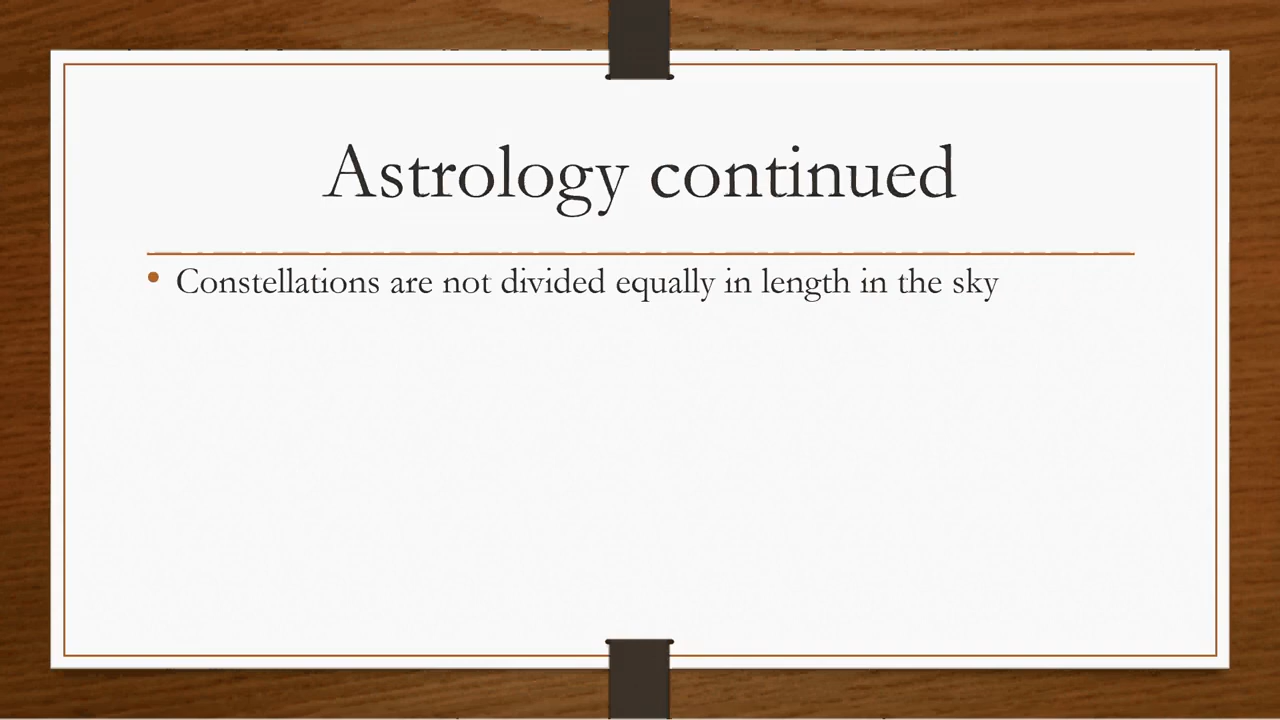 Astrology continued
• Constellations are not divided equally in length in the sky